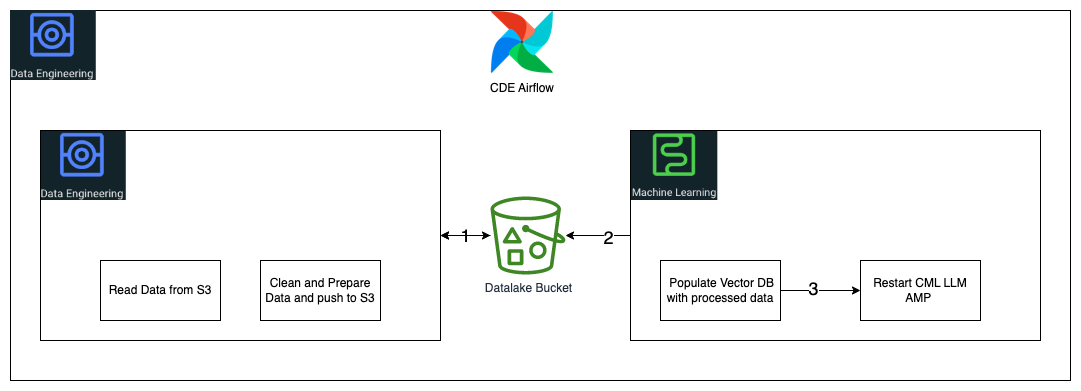 Data Engineering
CDE Airflow
Data Engineering
Read Data from S3
Clean and Prepare
Data and push to S3
1
Datalake Bucket
2
Machine Learning
Populate Vector DB
with processed data
3
Restart CML LLM
AMP